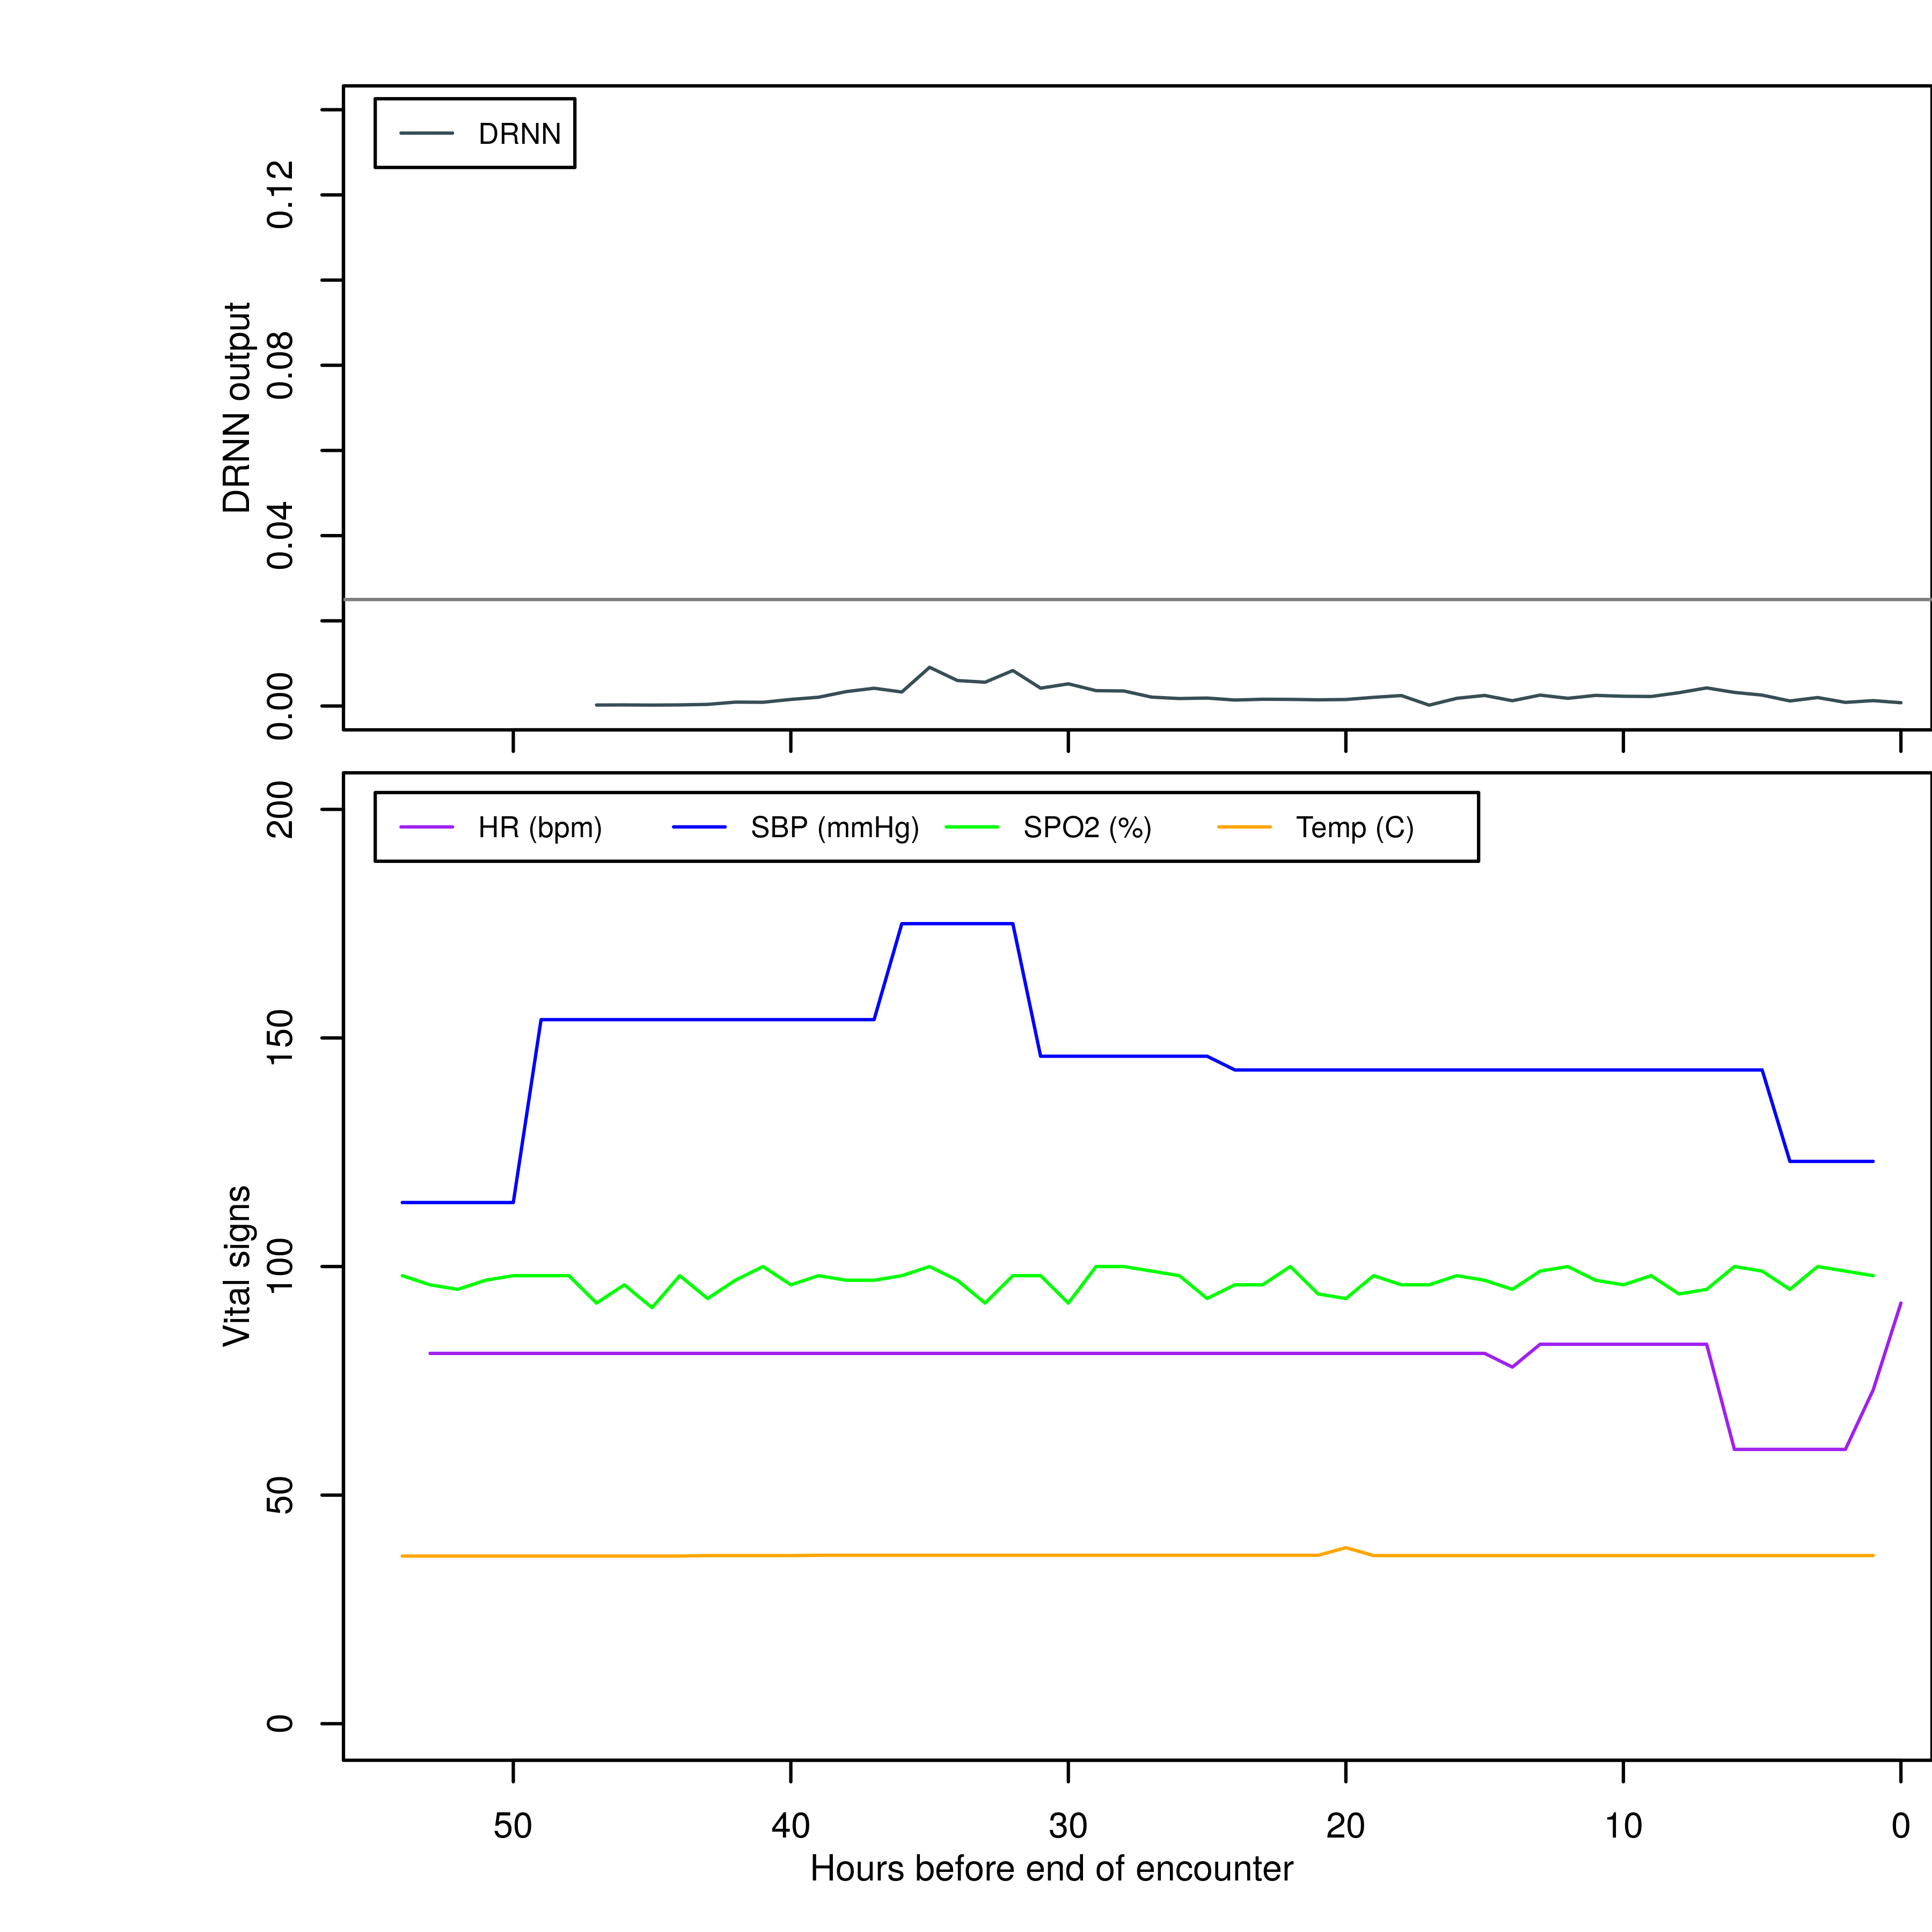 DRNN
0.12
0.08
0.04
0.00
DRNN output
HR (bpm) SBP (mmHg) SPO2 (%) Temp (C)
200
150
100
50
0
Vital signs
50 40 30 20 10 0
Hours before end of encounter